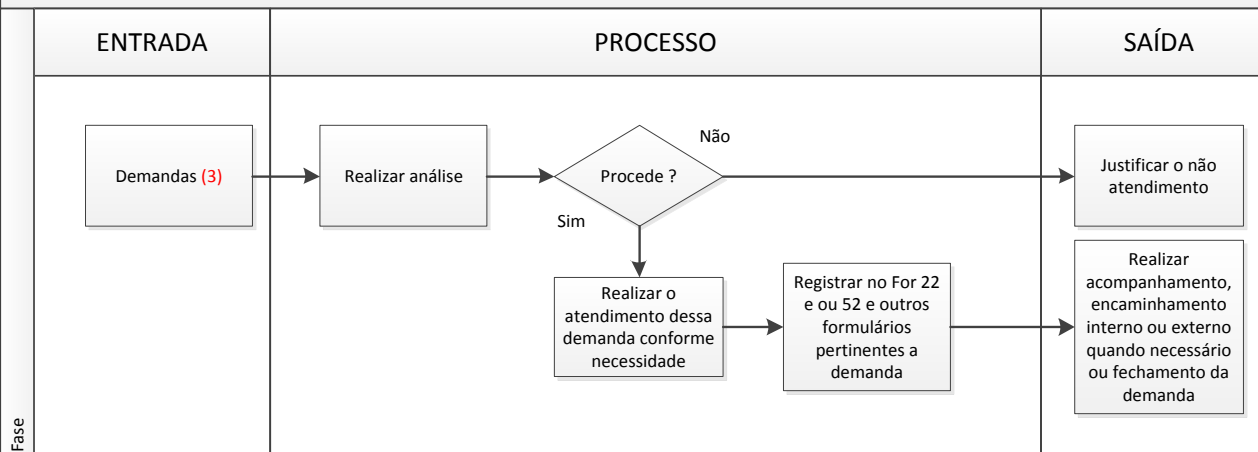 ENTRADA
PROCESSO
SAÍDA
Demandas (3)
Realizar análise
Procede ?
Não
Sim
Justificar o não
atendimento
Realizar o
atendimento dessa
demanda conforme
necessidade
Registrar no For 22
e ou 52 e outros
formulários
pertinentes a
demanda
Realizar
acompanhamento,
encaminhamento
interno ou externo
quando necessário
ou fechamento da
demanda
Fase